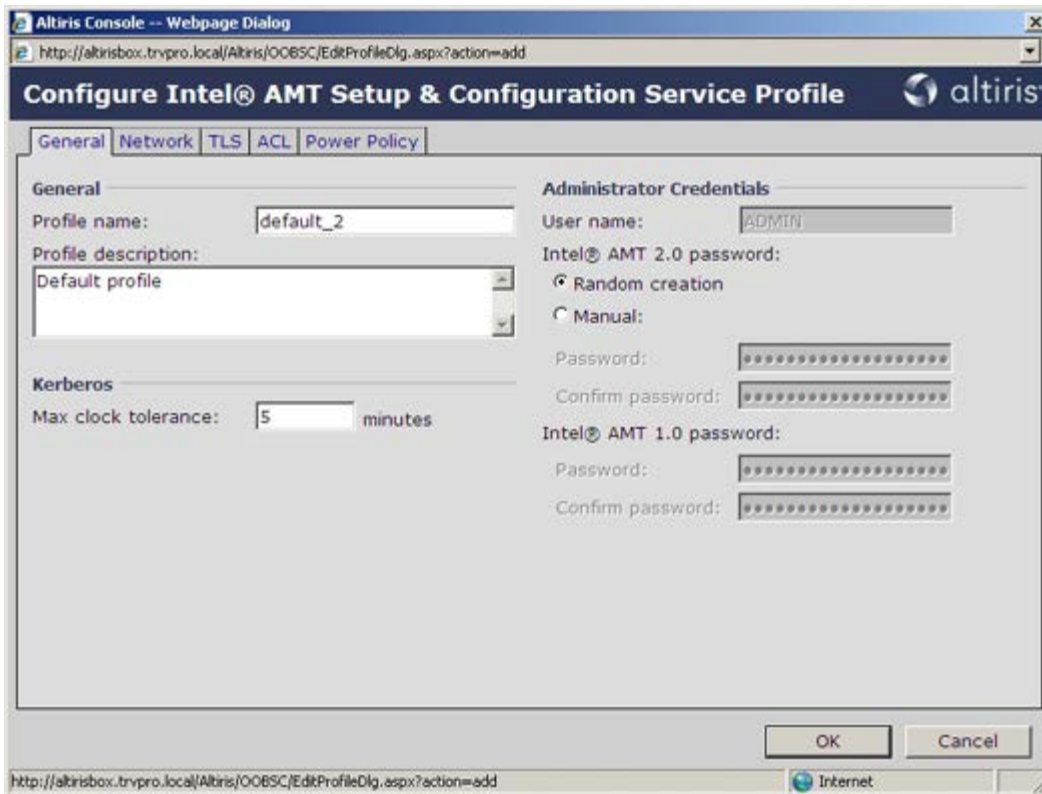 Altiris Console -- Webpage Dialog
http://altirisbox.trvpro.local/Altiris/OOBSC/EditProfileDlg.aspx?action=add
Configure Intel® AMT Setup & Configuration Service Profile
altiris
General Network TLS ACL Power Policy
General
Profile name: default_2
Profile description:
Default profile
Kerberos
Max clock tolerance: 5 minutes
Administrator Credentials
User name: ADMIN
Intel® AMT 2.0 password:
Random creation
Manual:
Password:
Confirm password:
Intel® AMT 1.0 password:
Password:
Confirm password:
OK Cancel
http://altirisbox.trvpro.local/Altiris/OOBSC/EditProfileDlg.aspx?action=add Internet